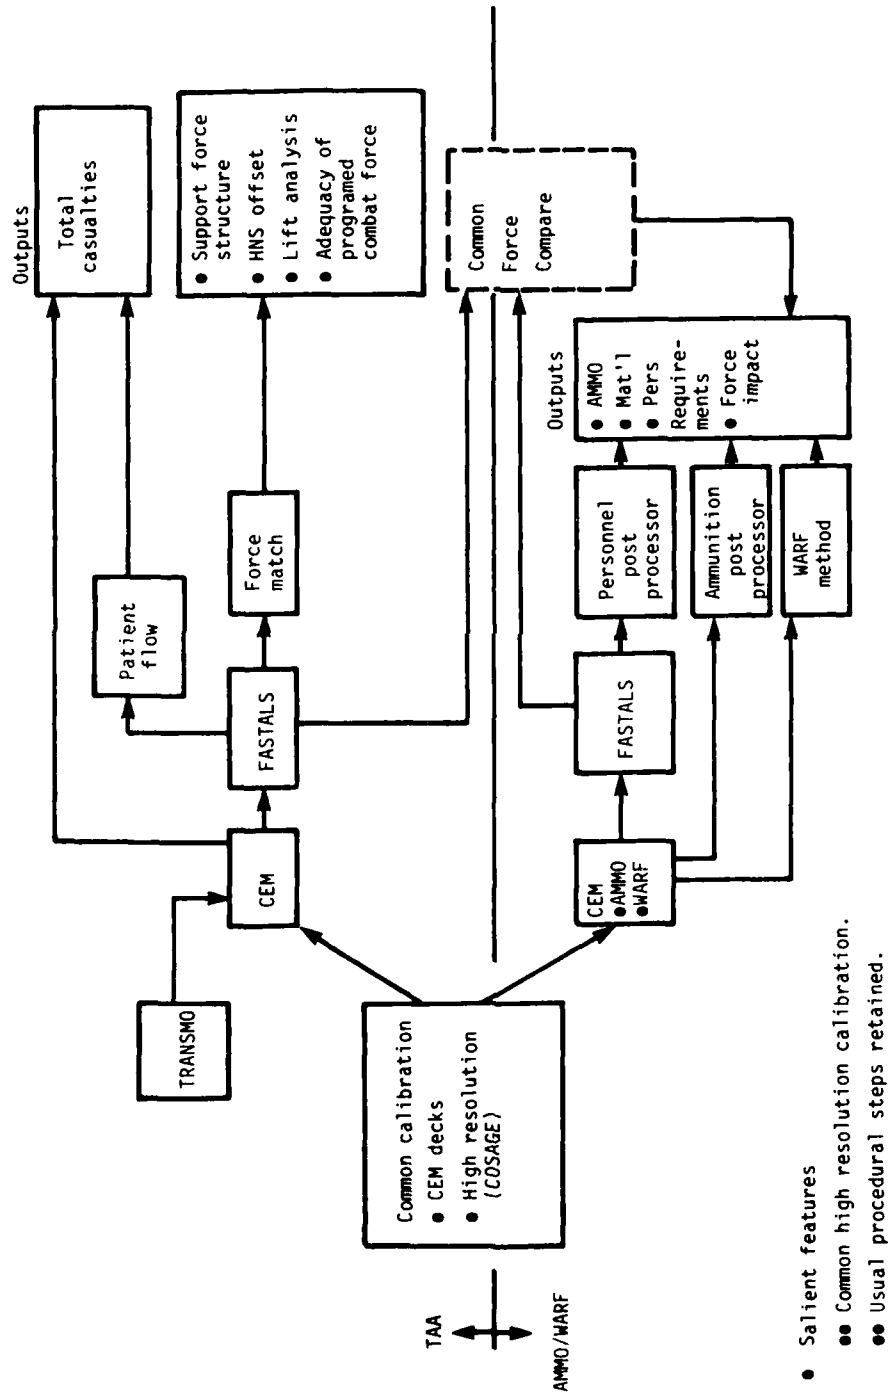 TAA
AMMO/WARF
Common calibration
● CEM decks
● High resolution
(COSAGE)
TRANSMO
CEM
FASTALS
Patient
flow
Force
match
Outputs
Total
casualties
● Support force
structure
● HNS offset
● Lift analysis
● Adequacy of
programed
combat force
Common
Force
Compare
CEM
●AMMO
●WARF
FASTALS
Personnel
post
processor
Ammunition
post
processor
WARF
method
Outputs
● AMMO
● Mat'l
● Pers
Require-
ments
● Force
impact
● Salient features
●● Common high resolution calibration.
●● Usual procedural steps retained.